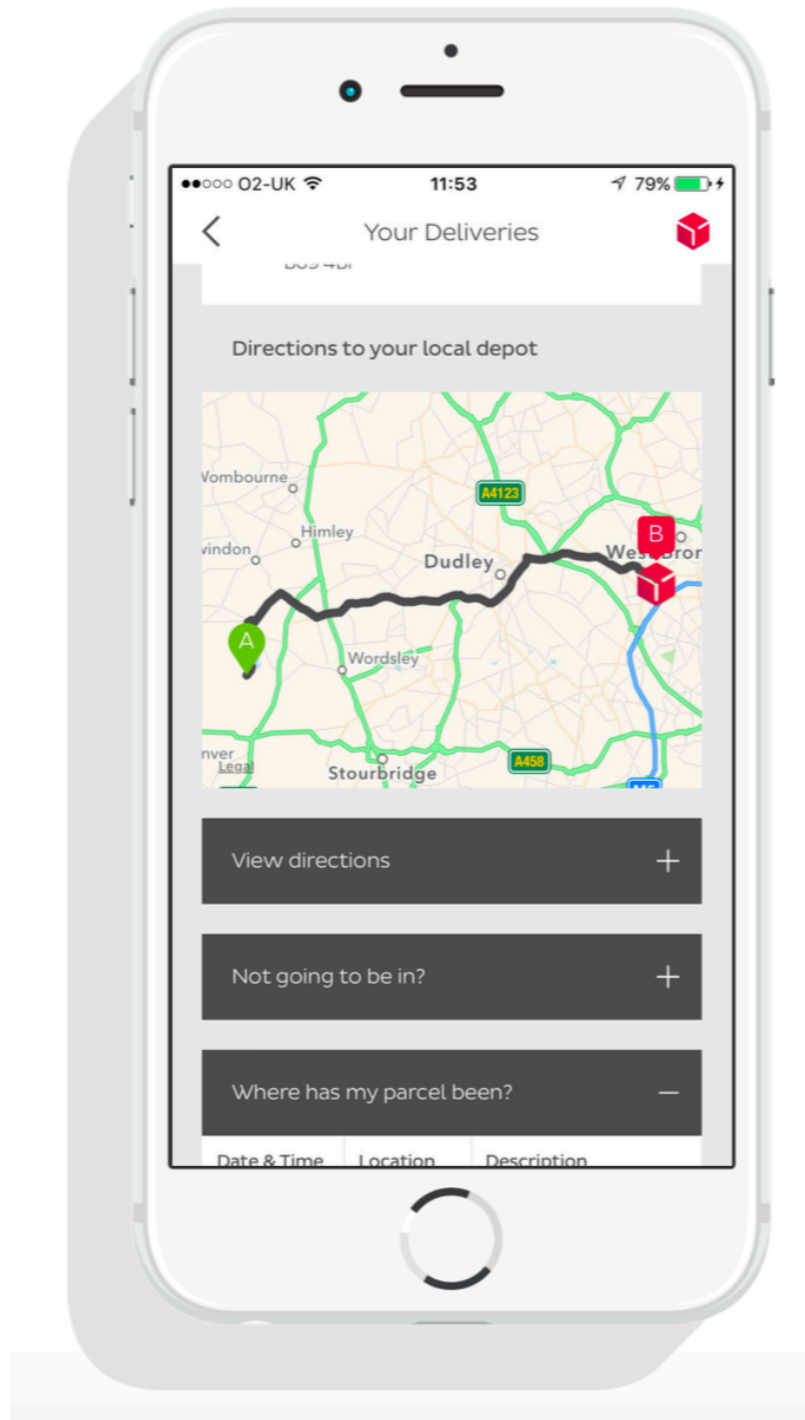 O2-UK
11:53
79%
Your Deliveries
Directions to your local depot
A4123
Wombourne
Himley
B
Dudley
A
Wordsley
Legal
Stourbridge
A458
View directions
+
Not going to be in?
+
Where has my parcel been?
–
Date & Time
Location
Description